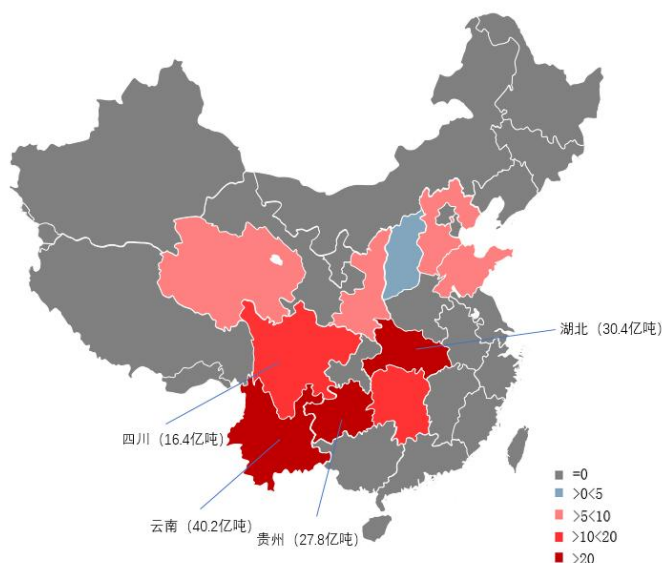 湖北（30.4亿吨）
四川（16.4亿吨）
云南（40.2亿吨）
贵州（27.8亿吨）
=0
>0<5
>5<10
>10<20
>20